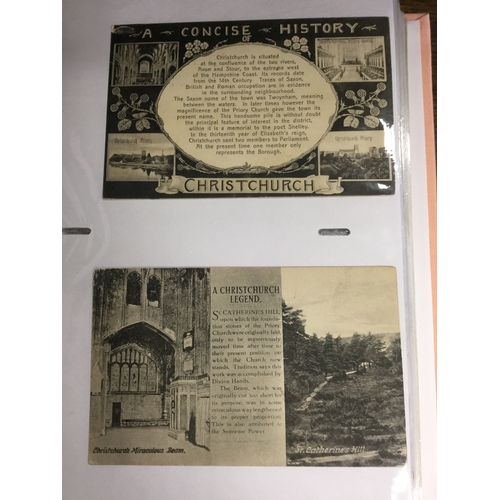 A CONCISE HISTORY
OF
Christchurch is situated
at the confluence of the two rivers,
Avon and Stour, to the extreme west
of the Hampshire Coast. Its records date
from the 14th Century. Traces of Saxon,
British and Roman occupation are in evidence
in the surrounding neighbourhood.
The Saxon name of the town was Twoynham, meaning
between the waters. In later times however the
magnificence of the Priory Church gave the town its
present name. This handsome pile is without doubt
the principal feature of interest in the district,
within it is a memorial to the poet Shelley.
In the thirteenth year of Elizabeth's reign,
Christchurch sent two members to Parliament.
At the present time one member only
represents the Borough.
CHRISTCHURCH
A CHRISTCHURCH
LEGEND.
ST. CATHERINE'S HILL,
upon which the founda-
tion stones of the Priory
Church were originally laid
only to be mysteriously
moved time after time to
their present position on
which the Church now
stands. Tradition says this
work was accomplished by
Divine Hands.
The Beam, which was
originally cut too short for
its purpose, was in some
miraculous way lengthened
to its proper proportion.
This is also attributed to
the Supreme Power.
Christchurch Miraculous Beam.
St. Catherine's Hill